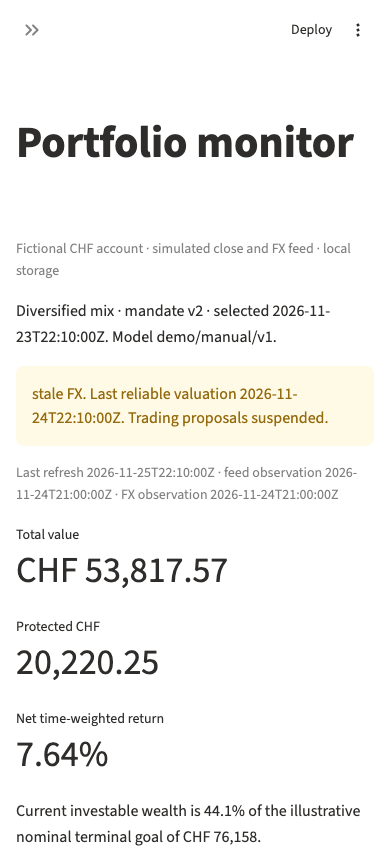 Deploy
Portfolio monitor
Fictional CHF account · simulated close and FX feed · local
storage
Diversified mix · mandate v2 · selected 2026-11-
23T22:10:00Z. Model demo/manual/v1.
stale FX. Last reliable valuation 2026-11-
24T22:10:00Z. Trading proposals suspended.
Last refresh 2026-11-25T22:10:00Z · feed observation 2026-
11-24T21:00:00Z · FX observation 2026-11-24T21:00:00Z
Total value
CHF 53,817.57
Protected CHF
20,220.25
Net time-weighted return
7.64%
Current investable wealth is 44.1% of the illustrative
nominal terminal goal of CHF 76,158.